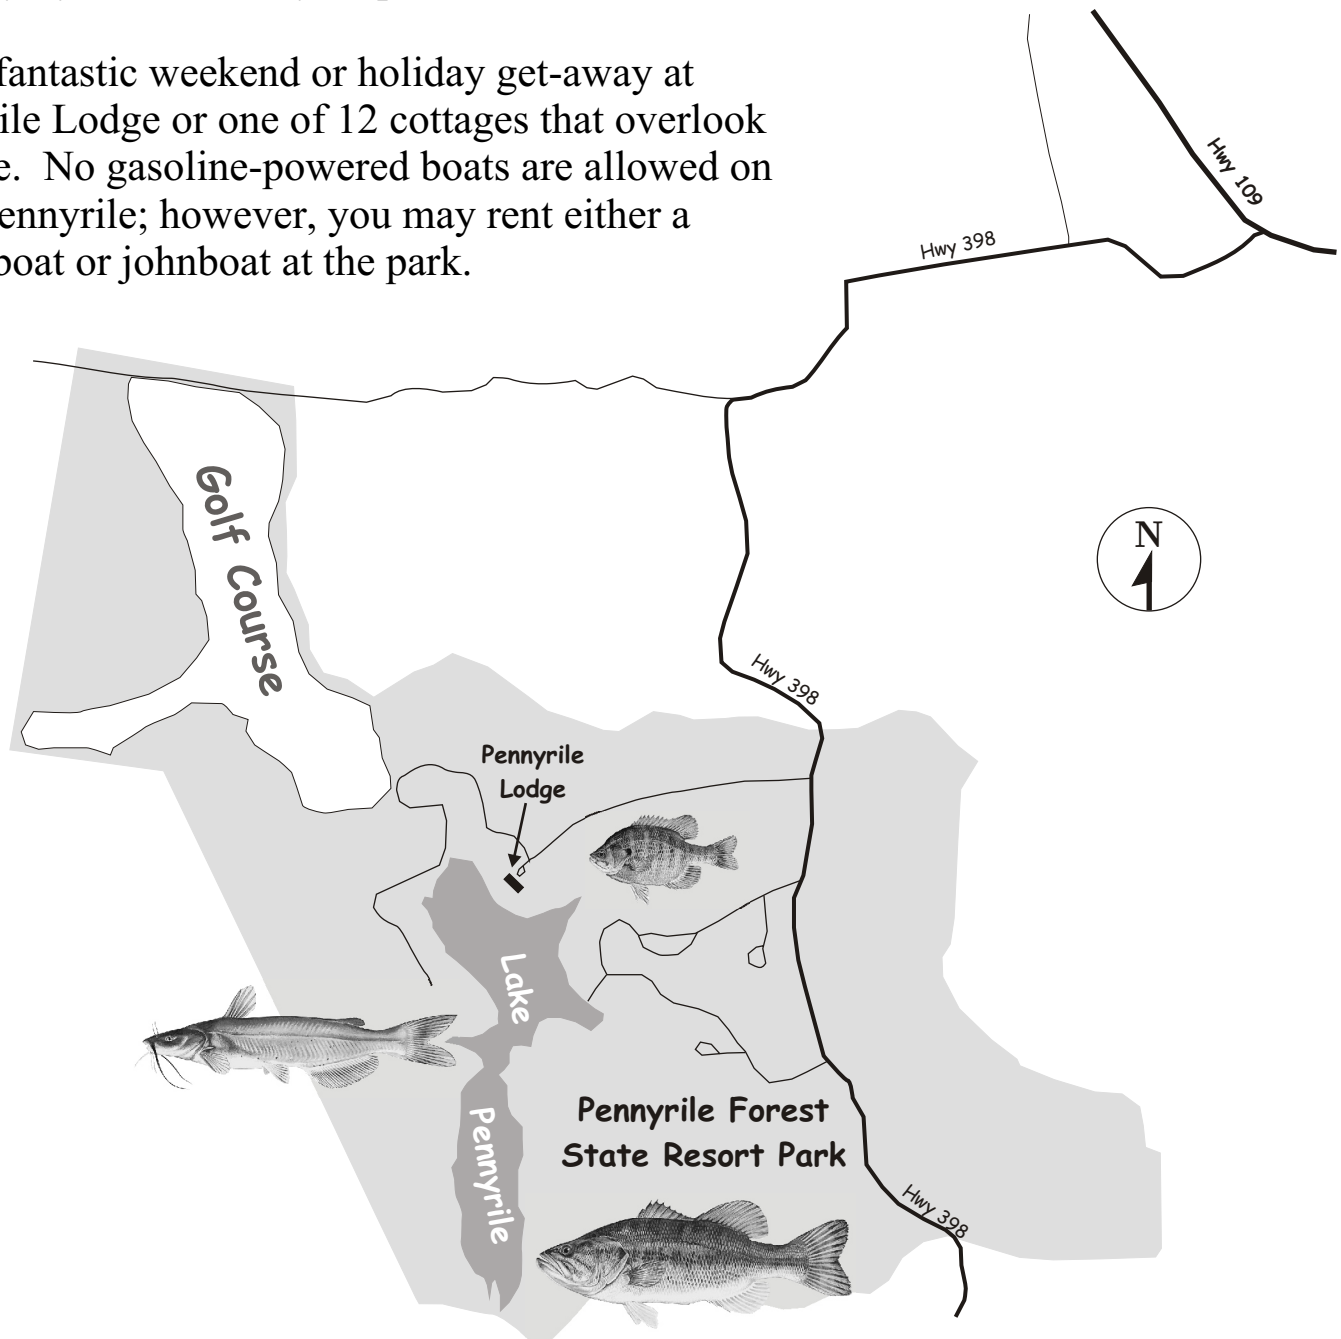 fantastic weekend or holiday get-away at
ile Lodge or one of 12 cottages that overlook
e.  No gasoline-powered boats are allowed on
ennyrile; however, you may rent either a
boat or johnboat at the park.
Hwy 109
Hwy 398
N
Golf Course
Hwy 398
Pennyrile
Lodge
Lake
Pennyrile
Pennyrile Forest
State Resort Park
Hwy 398